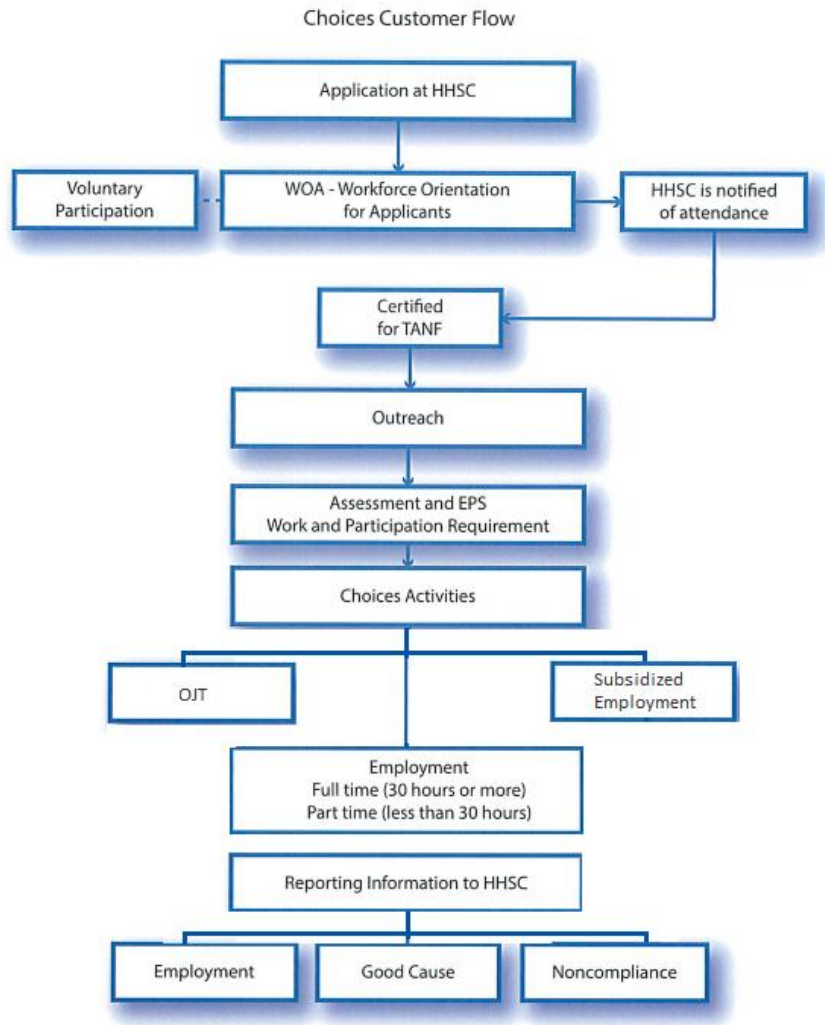 Choices Customer Flow
Application at HHSC
Voluntary
Participation
WOA - Workforce Orientation
for Applicants
HHSC is notified
of attendance
Certified
for TANF
Outreach
Assessment and EPS
Work and Participation Requirement
Choices Activities
OJT
Subsidized
Employment
Employment
Full time (30 hours or more)
Part time (less than 30 hours)
Reporting Information to HHSC
Employment
Good Cause
Noncompliance